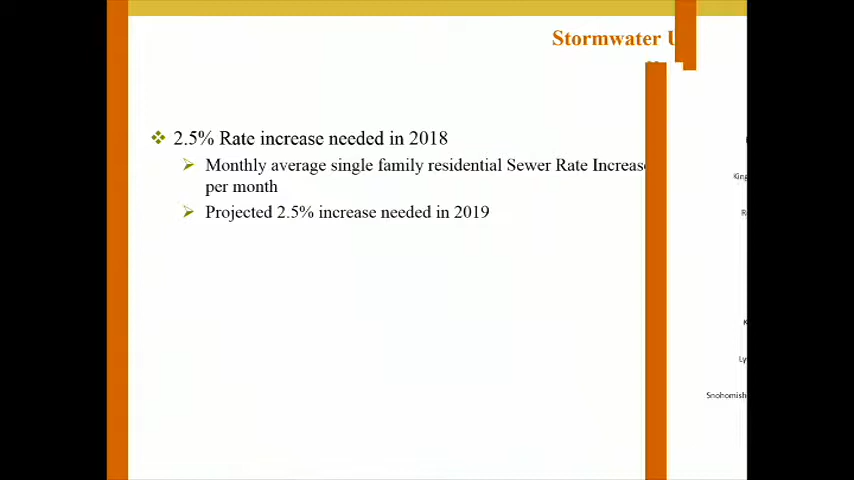 Stormwater
2.5% Rate increase needed in 2018
Monthly average single family residential Sewer Rate Increase
per month
Projected 2.5% increase needed in 2019
Snohomish